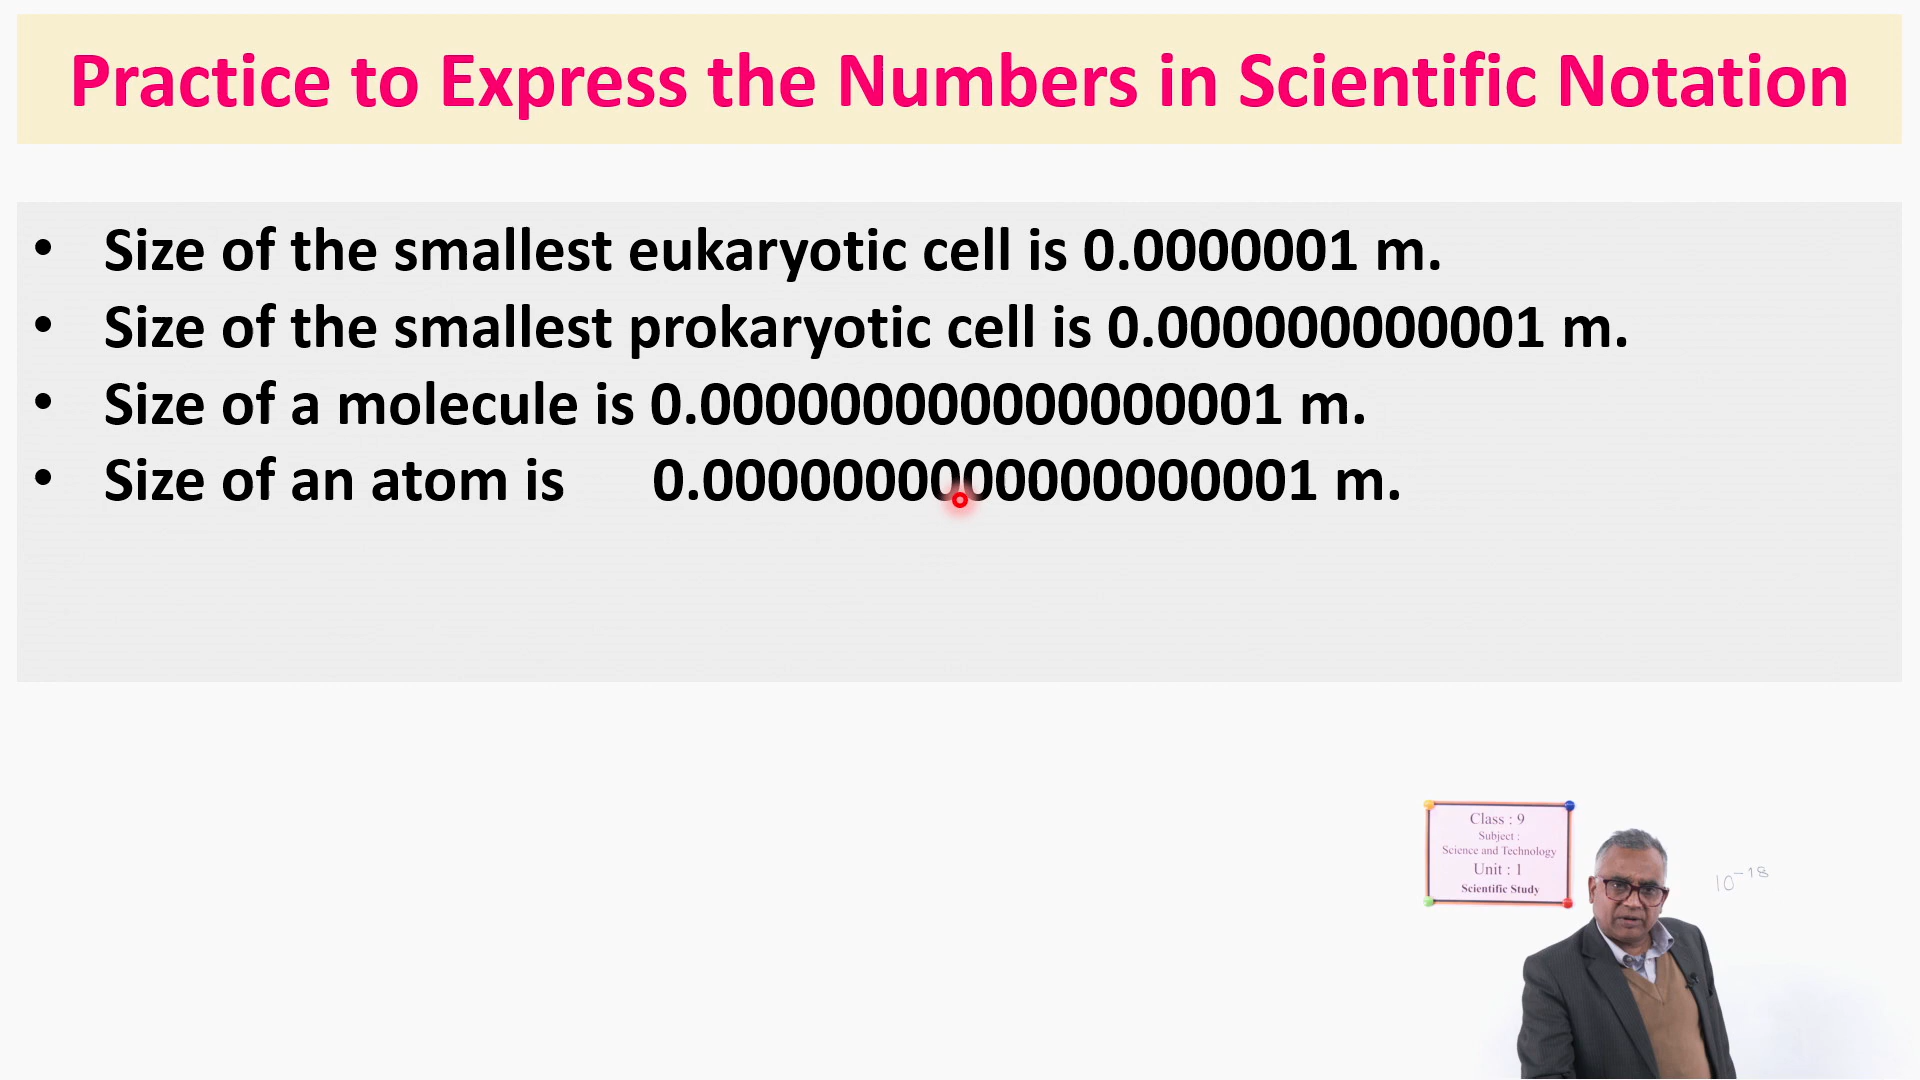 Practice to Express the Numbers in Scientific Notation
• Size of the smallest eukaryotic cell is 0.0000001 m.
• Size of the smallest prokaryotic cell is 0.000000000001 m.
• Size of a molecule is 0.000000000000000001 m.
• Size of an atom is 0.0000000000000000001 m.
Class : 9
Subject :
Science and Technology
Unit : 1
Scientific Study
10⁻¹⁸